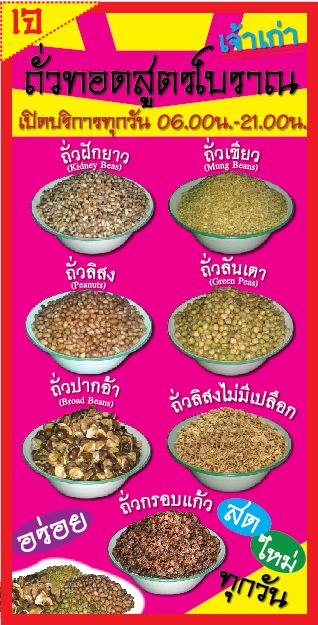 เจ
เจ้าเก่า
ถั่วทอดสูตรโบราณ
เปิดบริการทุกวัน 06.00น.-21.00น.
ถั่วฝักยาว
(Kidney Beas)
ถั่วเขียว
(Mung Beans)
ถั่วลิสง
(Peanuts)
ถั่วลันเตา
(Green Peas)
ถั่วปากอ้า
(Broad Beans)
ถั่วลิสงไม่มีเปลือก
ถั่วกรอบแก้ว
อร่อย
สด
ใหม่
ทุกวัน